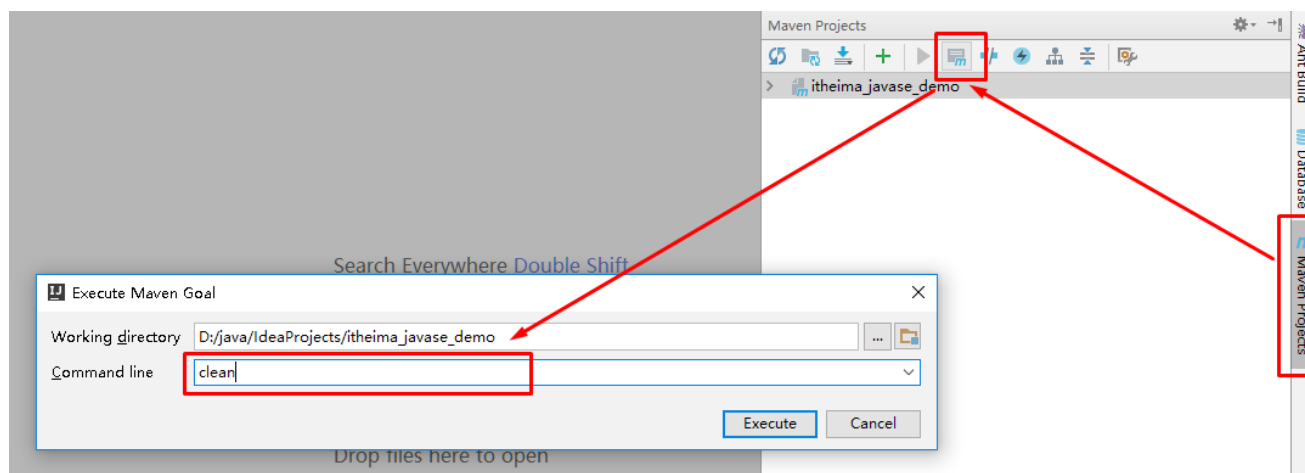 Maven Projects
itheima_javase_demo
Ant Build
Database
Maven Projects
Search Everywhere Double Shift
Execute Maven Goal
Working directory D:/java/IdeaProjects/itheima_javase_demo ...
Command line clean
Execute Cancel
Drop files here to open